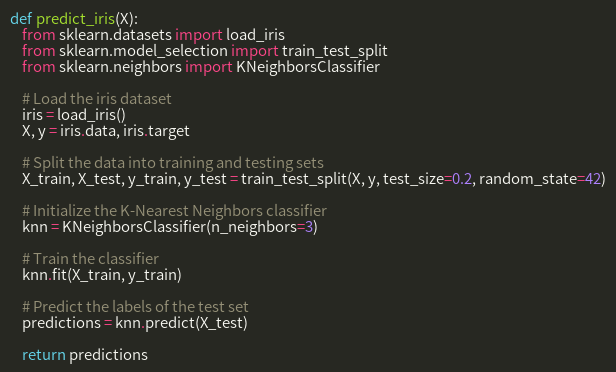 def predict_iris(X):
from sklearn.datasets import load_iris
from sklearn.model_selection import train_test_split
from sklearn.neighbors import KNeighborsClassifier
# Load the iris dataset
iris = load_iris()
X, y = iris.data, iris.target
# Split the data into training and testing sets
X_train, X_test, y_train, y_test = train_test_split(X, y, test_size=0.2, random_state=42)
# Initialize the K-Nearest Neighbors classifier
knn = KNeighborsClassifier(n_neighbors=3)
# Train the classifier
knn.fit(X_train, y_train)
# Predict the labels of the test set
predictions = knn.predict(X_test)
return predictions